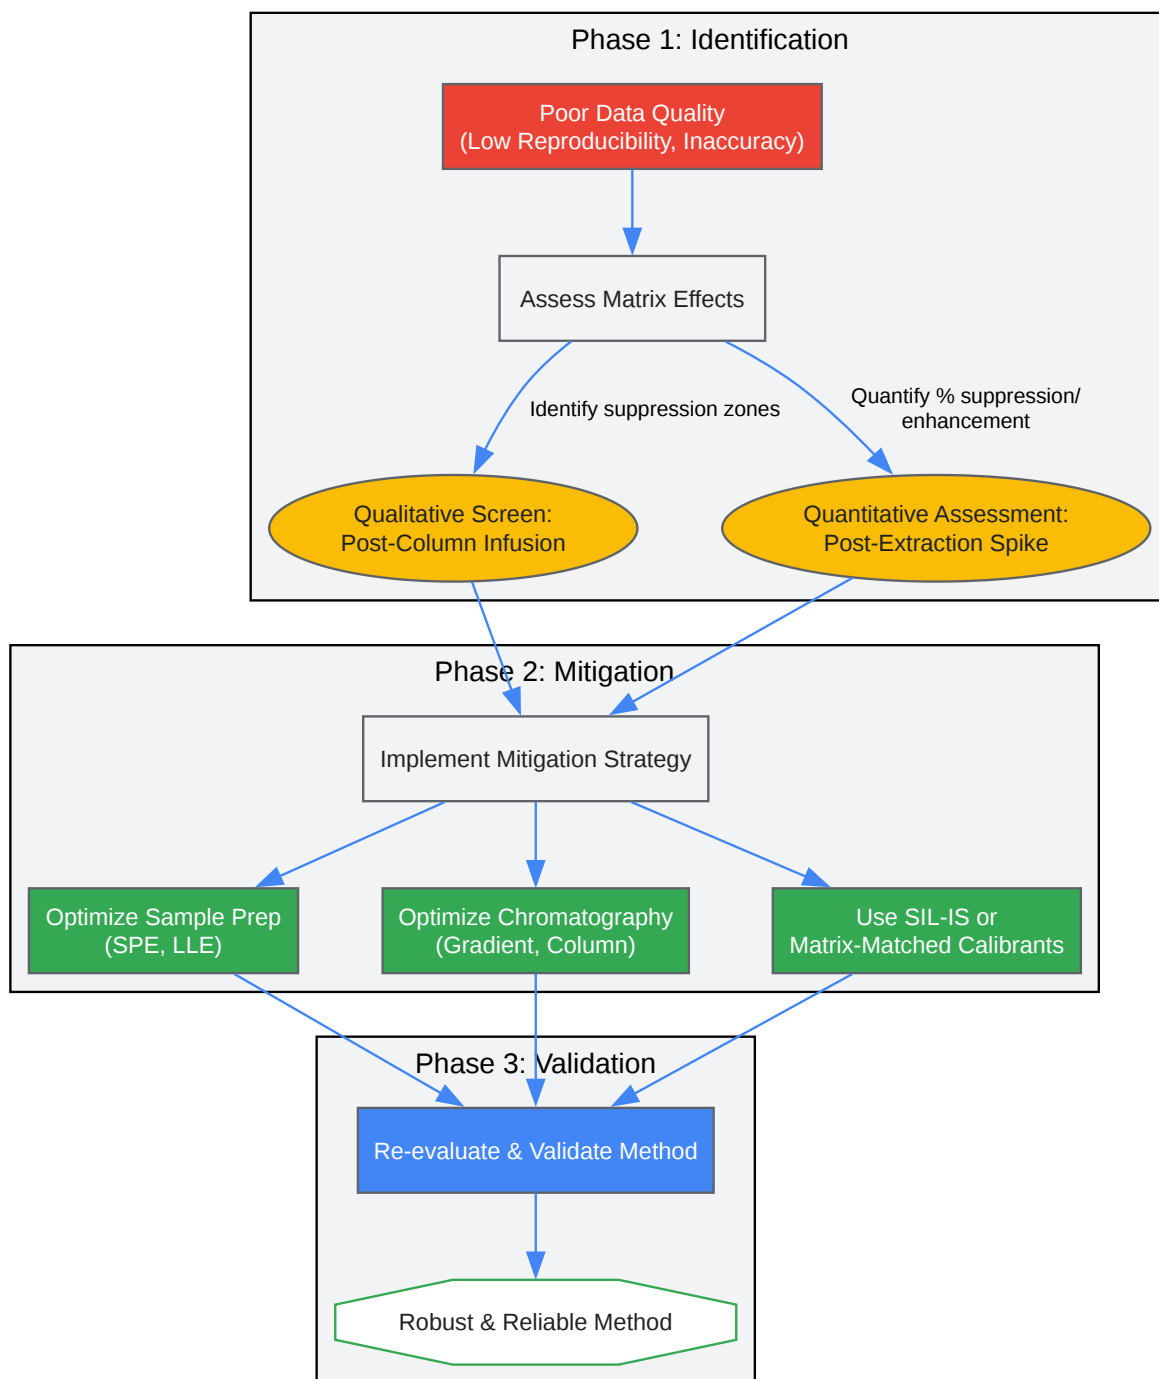 Phase 1: Identification
Poor Data Quality
(Low Reproducibility, Inaccuracy)
Assess Matrix Effects
Identify suppression zones
Quantify % suppression/
enhancement
Qualitative Screen:
Post-Column Infusion
Quantitative Assessment:
Post-Extraction Spike
Phase 2: Mitigation
Implement Mitigation Strategy
Optimize Sample Prep
(SPE, LLE)
Optimize Chromatography
(Gradient, Column)
Use SIL-IS or
Matrix-Matched Calibrants
Phase 3: Validation
Re-evaluate & Validate Method
Robust & Reliable Method